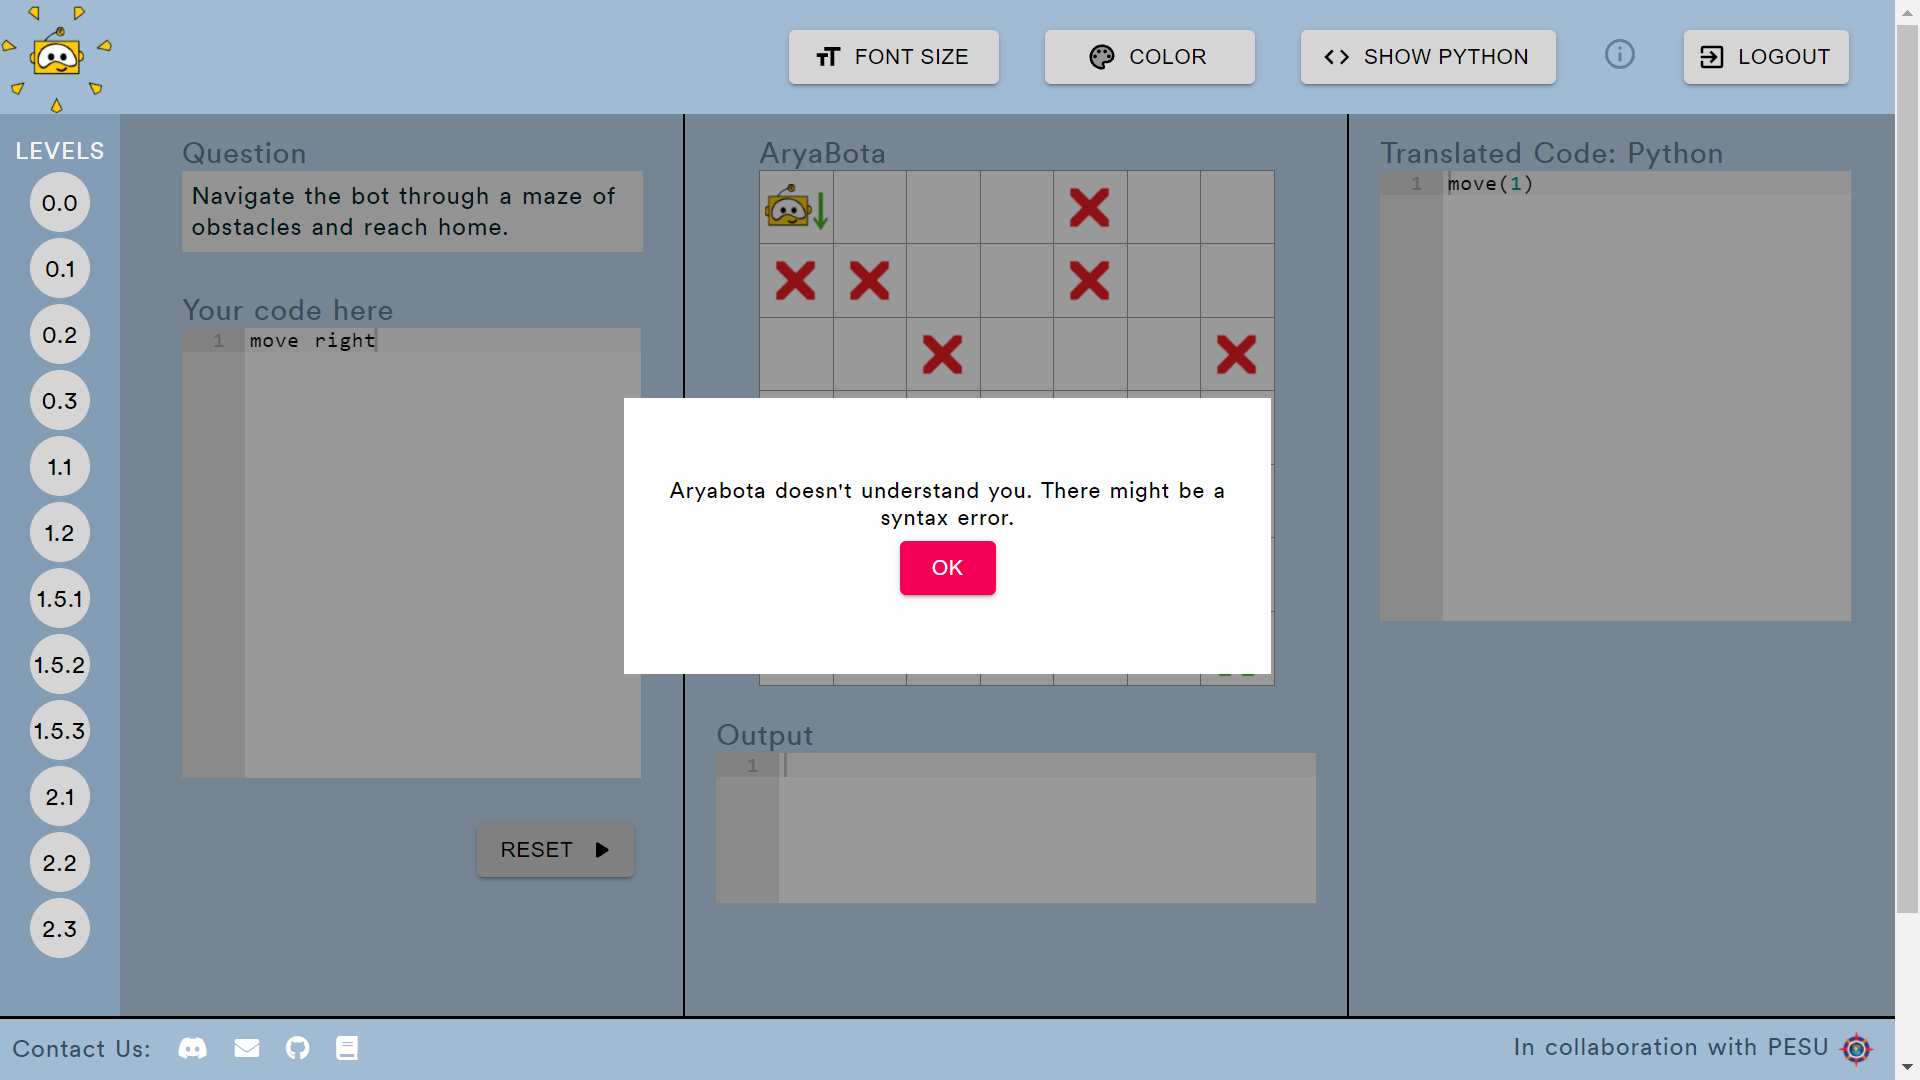 FONT SIZE
COLOR
SHOW PYTHON
LOGOUT
LEVELS
0.0
0.1
0.2
0.3
1.1
1.2
1.5.1
1.5.2
1.5.3
2.1
2.2
2.3
Question
Navigate the bot through a maze of
obstacles and reach home.
Your code here
1 move right
RESET
AryaBota
Aryabota doesn't understand you. There might be a
syntax error.
OK
Output
1
Translated Code: Python
1 move(1)
Contact Us:
In collaboration with PESU